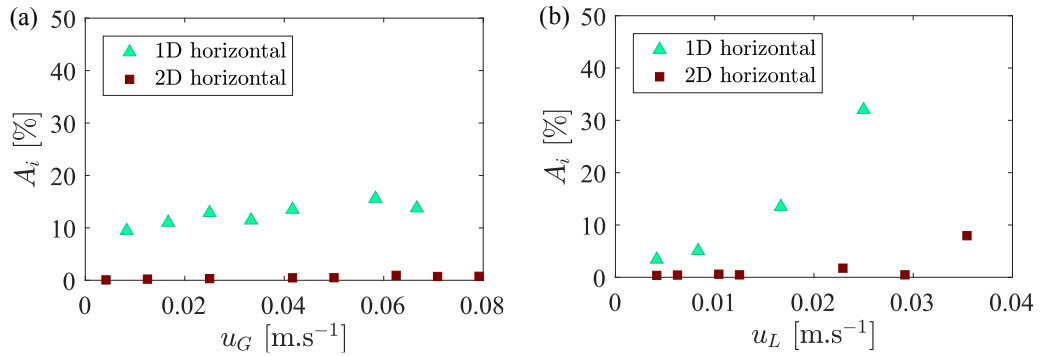 (a)
50
40
30
20
10
0
A_i [%]
1D horizontal
2D horizontal
0 0.02 0.04 0.06 0.08
u_G [m.s⁻¹]
(b)
50
40
30
20
10
0
A_i [%]
1D horizontal
2D horizontal
0 0.01 0.02 0.03 0.04
u_L [m.s⁻¹]